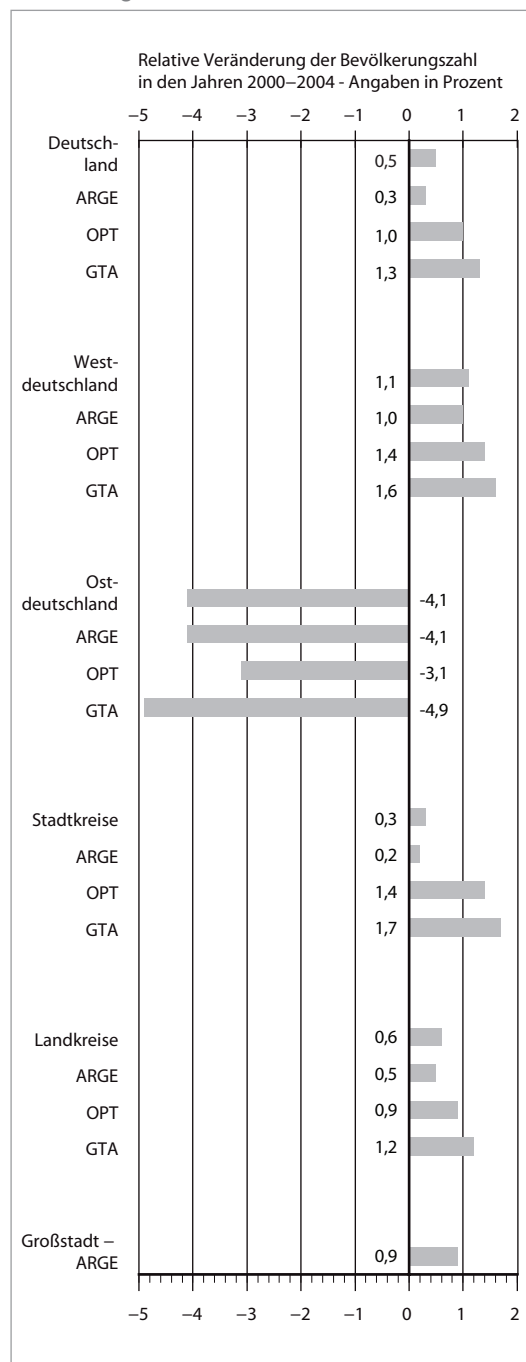 Relative Veränderung der Bevölkerungszahl
in den Jahren 2000–2004 - Angaben in Prozent
–5 –4 –3 –2 –1 0 1 2
Deutsch-
land 0,5
ARGE 0,3
OPT 1,0
GTA 1,3
West-
deutschland 1,1
ARGE 1,0
OPT 1,4
GTA 1,6
Ost-
deutschland -4,1
ARGE -4,1
OPT -3,1
GTA -4,9
Stadtkreise 0,3
ARGE 0,2
OPT 1,4
GTA 1,7
Landkreise 0,6
ARGE 0,5
OPT 0,9
GTA 1,2
Großstadt –
ARGE 0,9
–5 –4 –3 –2 –1 0 1 2